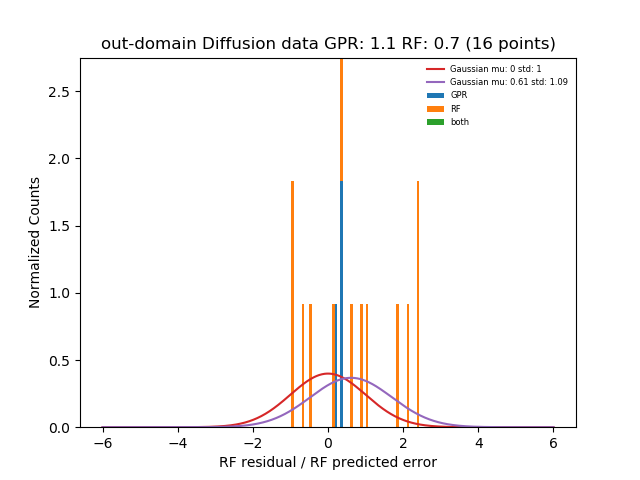 out-domain Diffusion data GPR: 1.1 RF: 0.7 (16 points)
Gaussian mu: 0 std: 1
Gaussian mu: 0.61 std: 1.09
GPR
RF
both
Normalized Counts
2.5
2.0
1.5
1.0
0.5
0.0
−6 −4 −2 0 2 4 6
RF residual / RF predicted error